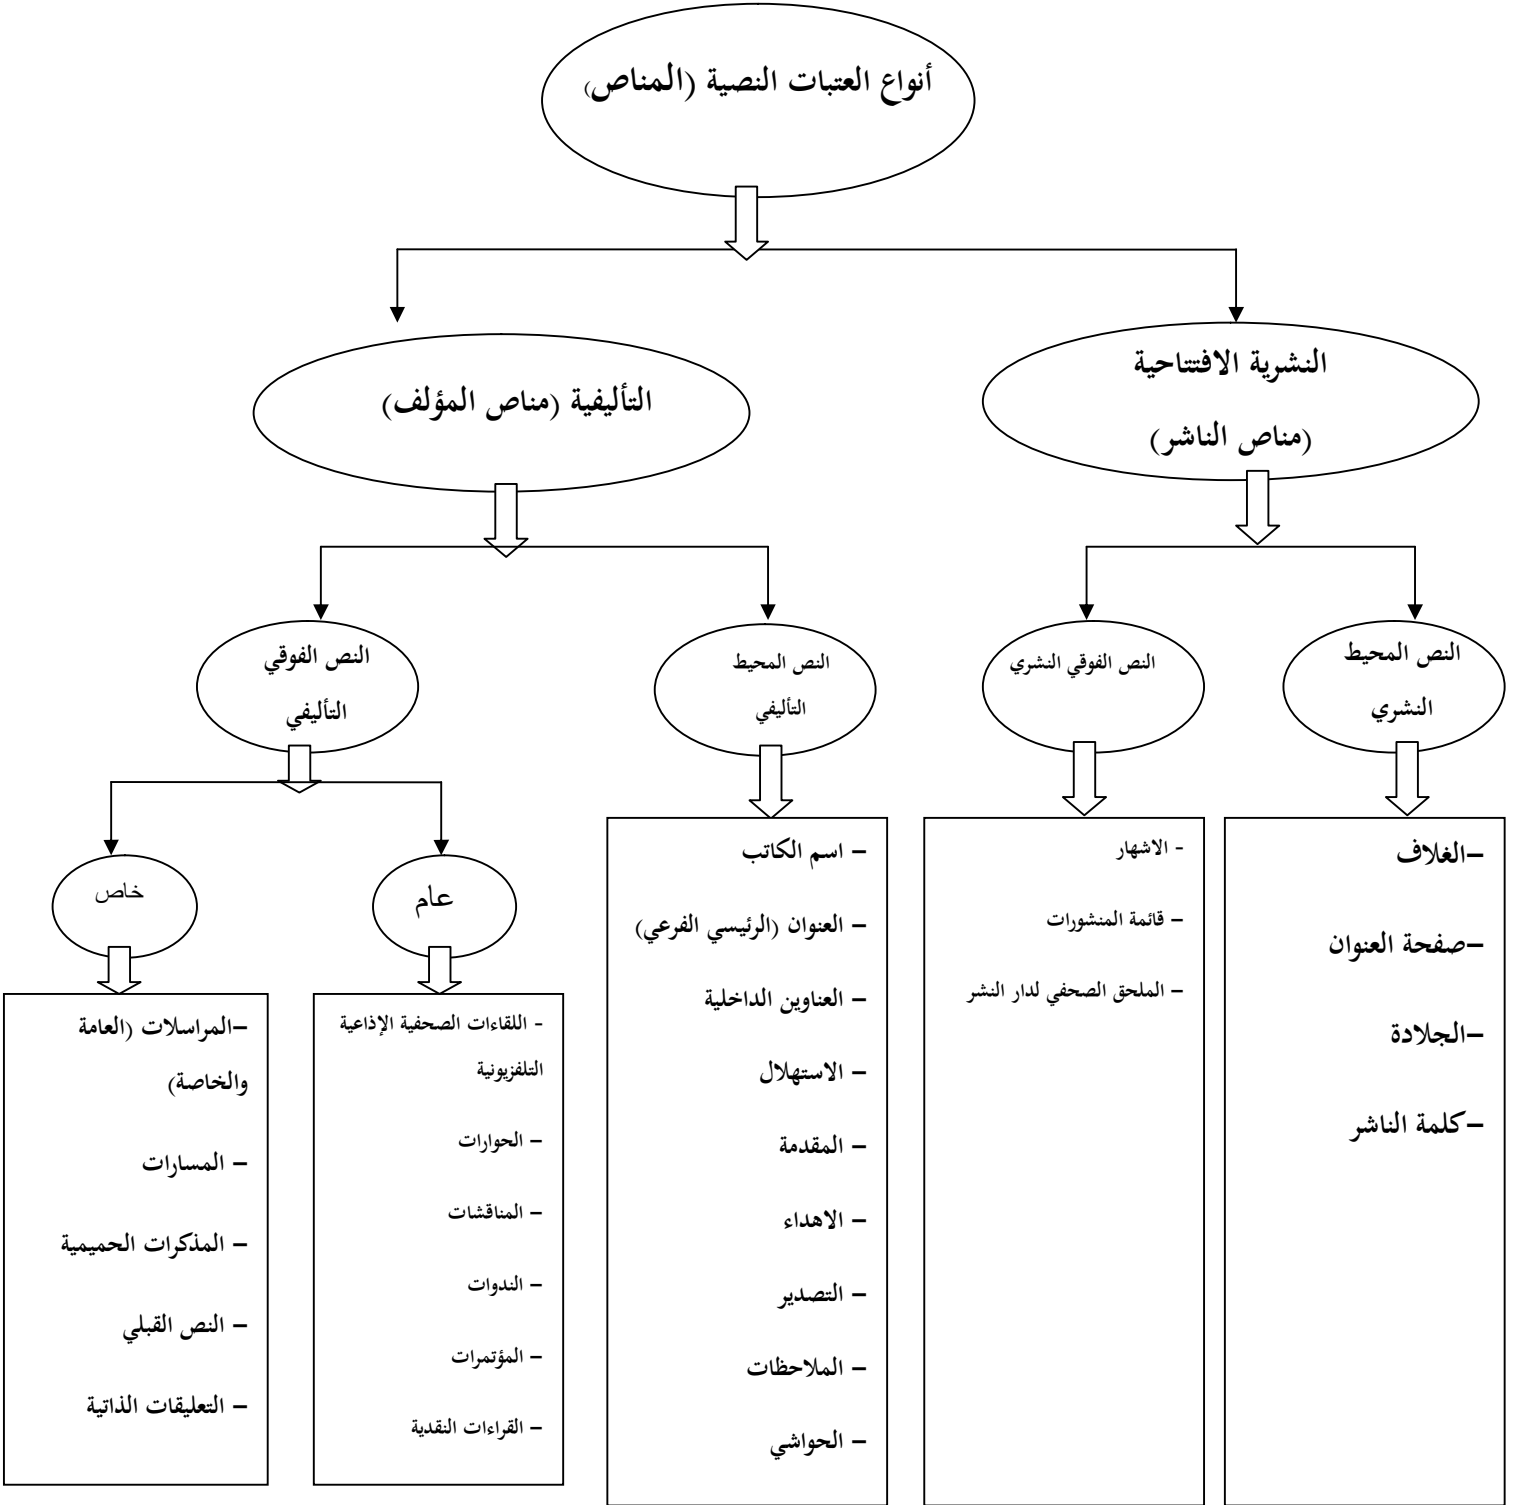 أنواع العتبات النصية (المناص)
النشرية الافتتاحية
(مناص الناشر)
التأليفية (مناص المؤلف)
النص المحيط
النشري
النص الفوقي النشري
النص المحيط
التأليفي
النص الفوقي
التأليفي
عام
خاص
–الغلاف
–صفحة العنوان
–الجلادة
–كلمة الناشر
- الاشهار
– قائمة المنشورات
– الملحق الصحفي لدار النشر
– اسم الكاتب
– العنوان (الرئيسي الفرعي)
– العناوين الداخلية
– الاستهلال
– المقدمة
– الاهداء
– التصدير
– الملاحظات
– الحواشي
- اللقاءات الصحفية الإذاعية
التلفزيونية
– الحوارات
– المناقشات
– الندوات
– المؤتمرات
– القراءات النقدية
–المراسلات (العامة
والخاصة)
– المسارات
– المذكرات الحميمية
– النص القبلي
– التعليقات الذاتية